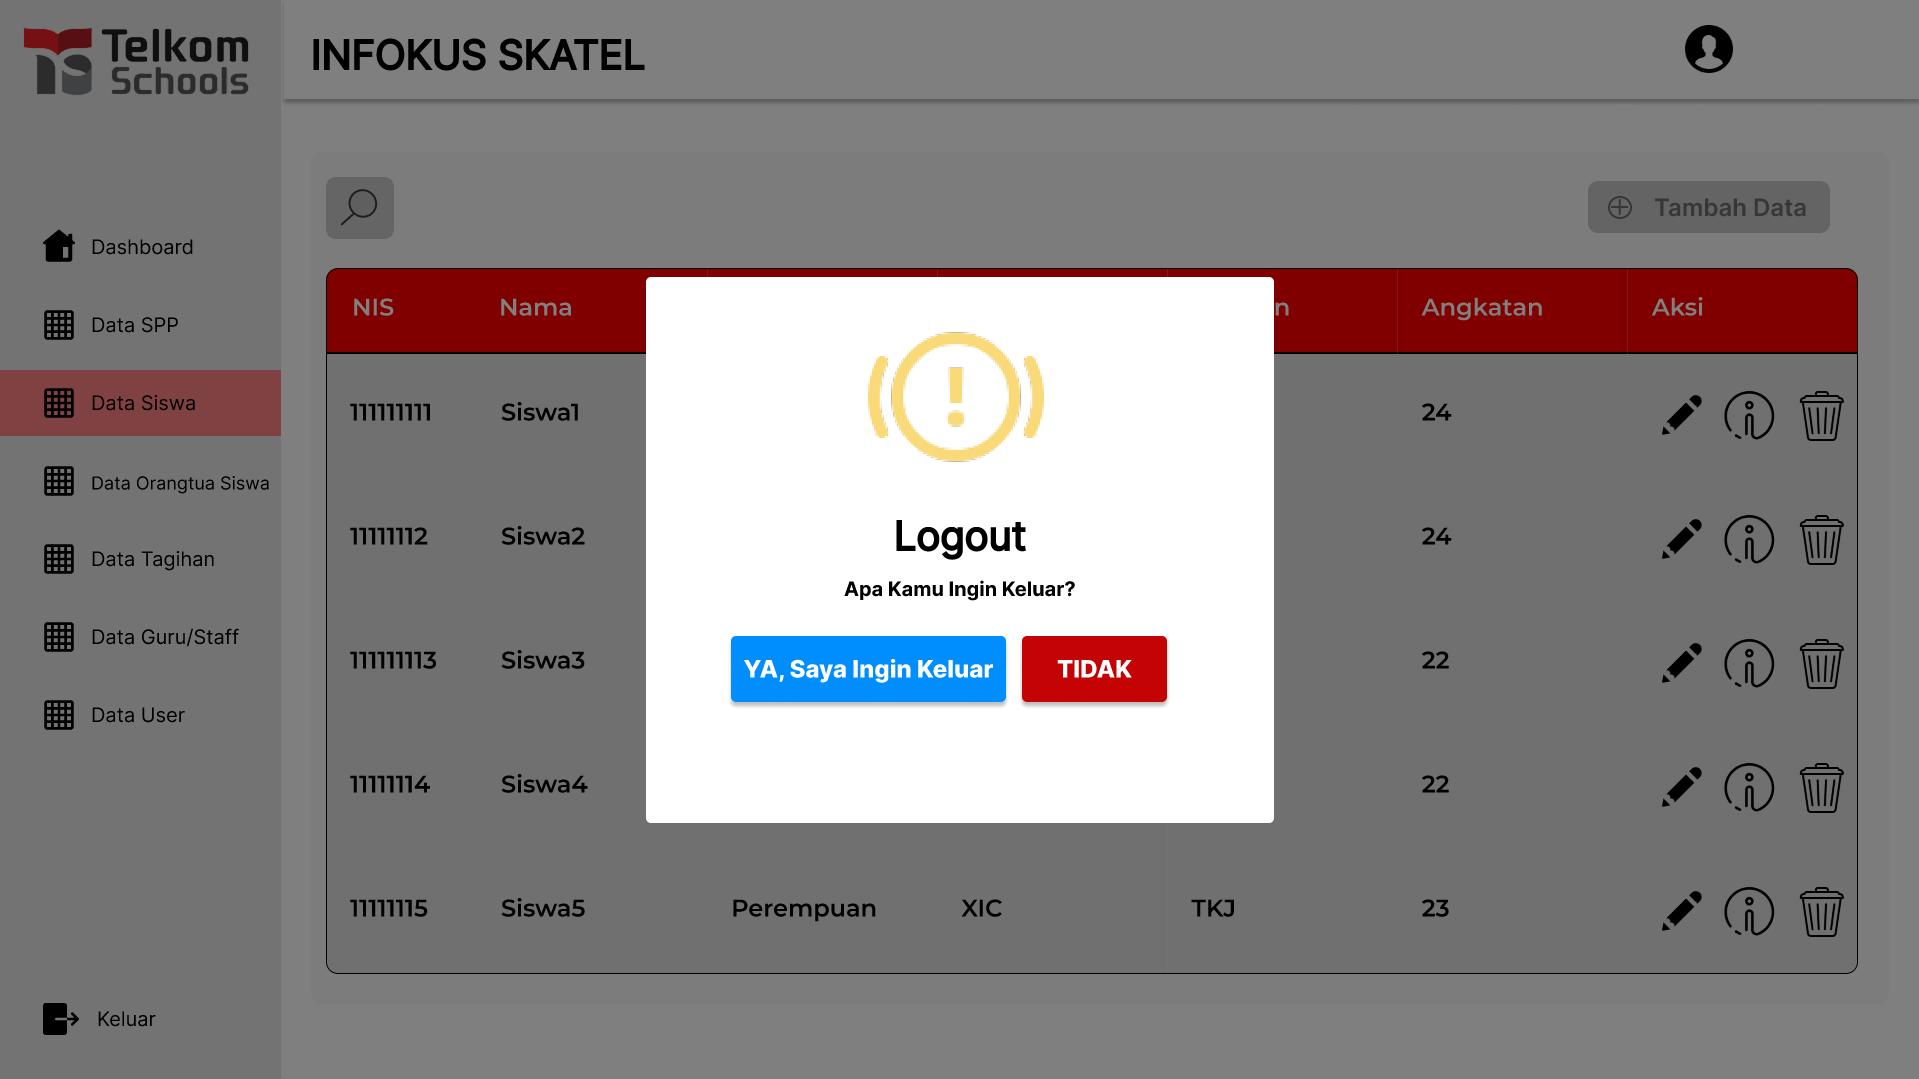 Telkom
Schools
INFOKUS SKATEL
Tambah Data
Dashboard
Data SPP
Data Siswa
Data Orangtua Siswa
Data Tagihan
Data Guru/Staff
Data User
Keluar
NIS Nama n Angkatan Aksi
111111111 Siswa1 24
11111112 Siswa2 24
111111113 Siswa3 22
11111114 Siswa4 22
11111115 Siswa5 Perempuan XIC TKJ 23
Logout
Apa Kamu Ingin Keluar?
YA, Saya Ingin Keluar TIDAK